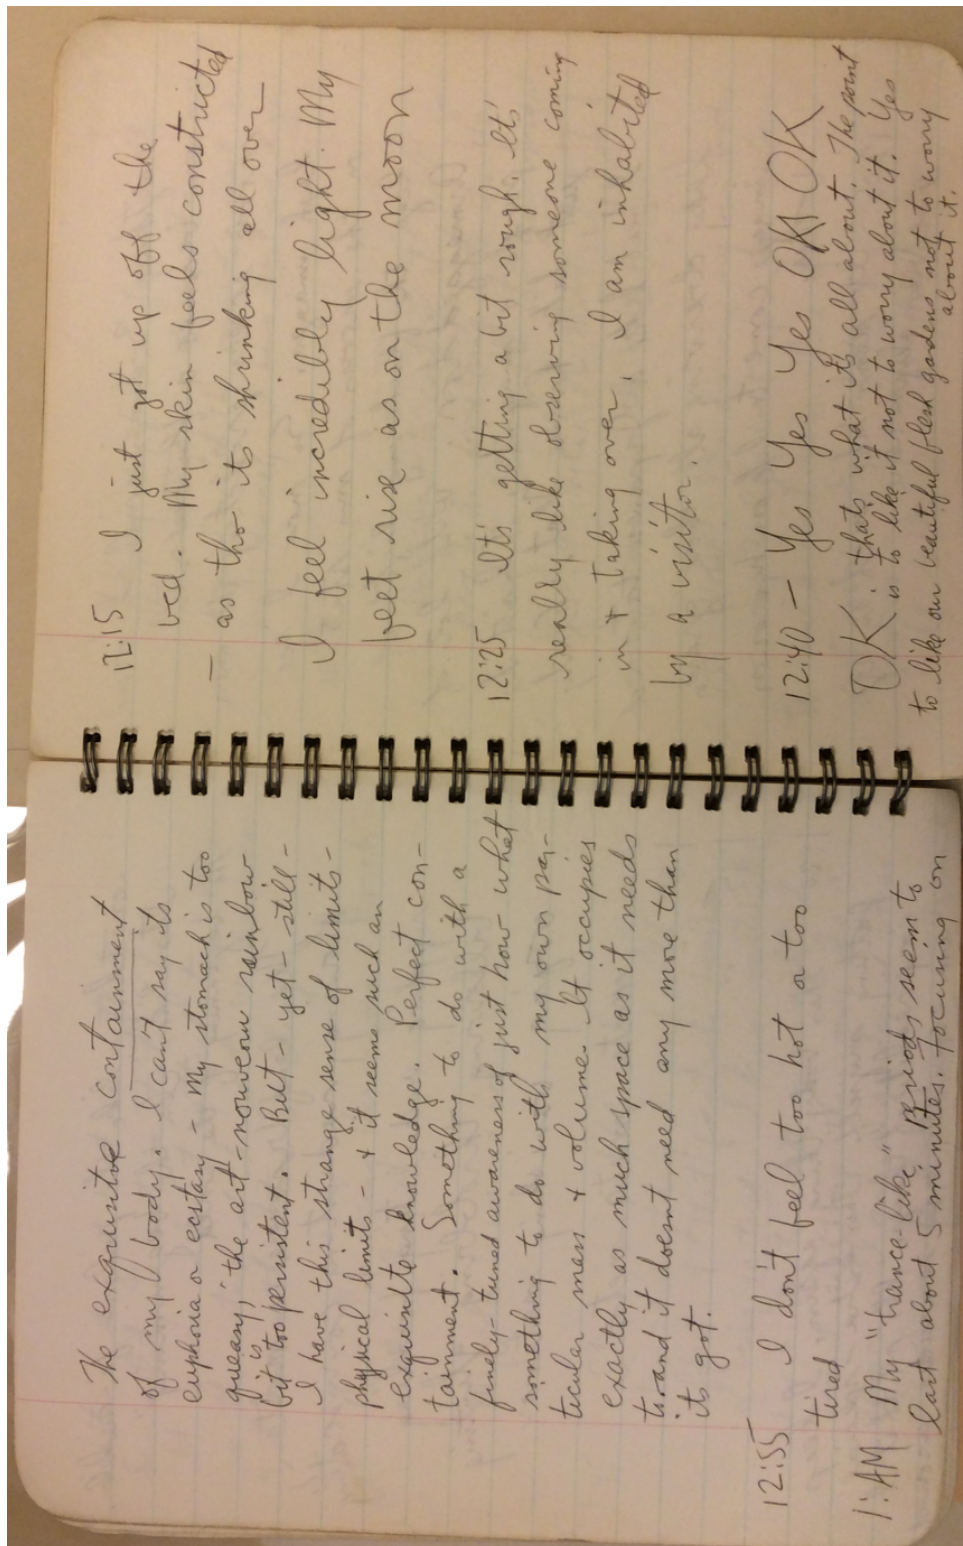 The exquisite containment
of my body. I can't say its
euphoria or ecstasy - my stomach is too
queasy, the art-nouveau rainbow
is
bit too persistent. But - yet - still -
I have this strange sense of limits -
physical limits - & it seems such an
exquisite knowledge. Perfect con-
tainment. Something to do with a
finely-tuned awareness of just how what
something to do with my own par-
ticular mass & volume. It occupies
exactly as much space as it needs
to and it doesnt need any more than
its got.
12:55 I don't feel too hot or too
tired
1:AM My "trance-like" periods seem to
last about 5 minutes. focusing on
12:15 I just got up off the
bed. My skin feels constricted
- as tho its shrinking all over
I feel incredibly light. My
feet rise as on the moon
12:25 It's getting a bit rough. It's
really like observing someone coming
in & taking over. I am inhabited
by a visitor.
12:40 - Yes Yes Yes OK OK
OK: thats what its all about. The point
is to like it not to worry about it. Yes
to like our beautiful flesh gardens not to worry
about it.